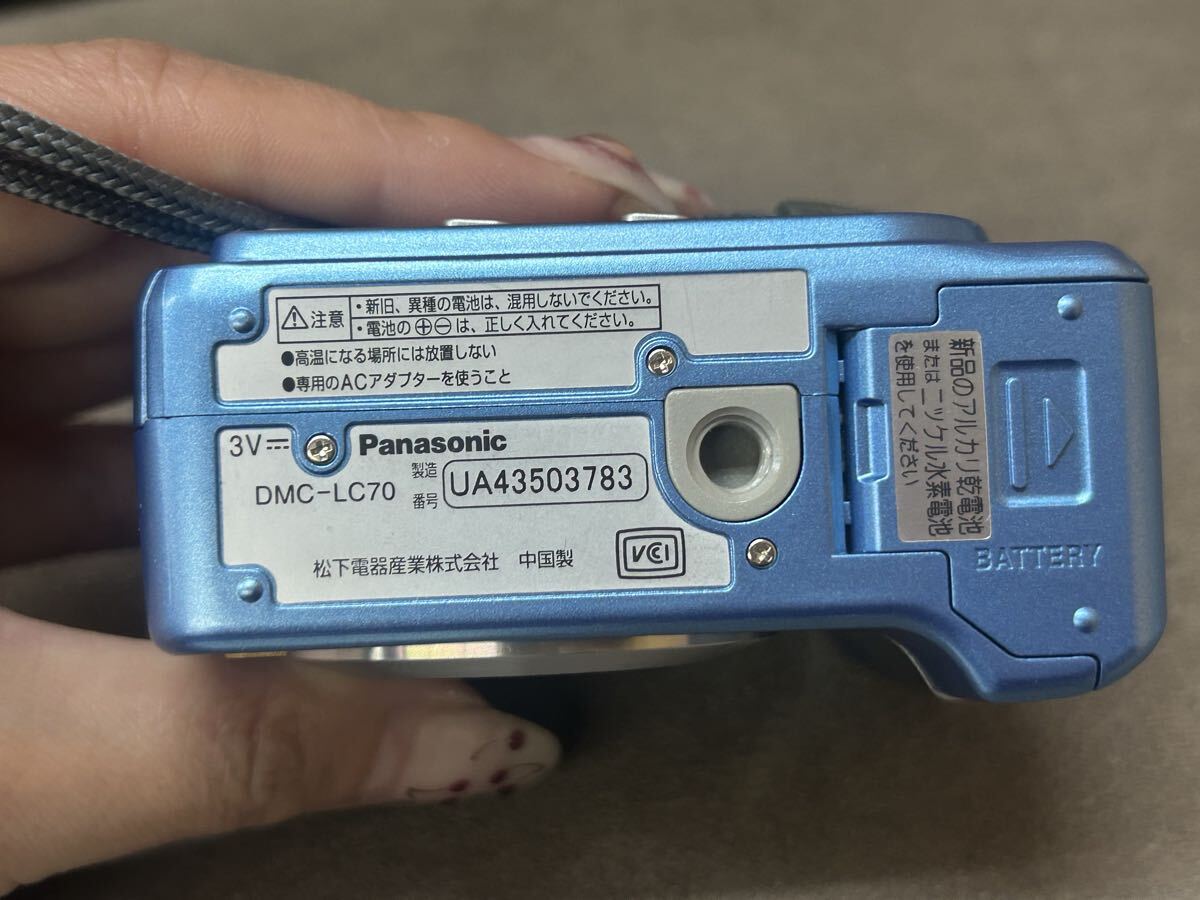 注意
・新旧、異種の電池は、混用しないでください。
・電池の⊕⊖は、正しく入れてください。
●高温になる場所には放置しない
●専用のACアダプターを使うこと
3V⎓
Panasonic
DMC-LC70
製造
番号
UA43503783
松下電器産業株式会社 中国製
VCI
新品のアルカリ乾電池
または ニッケル水素電池
を使用してください
BATTERY